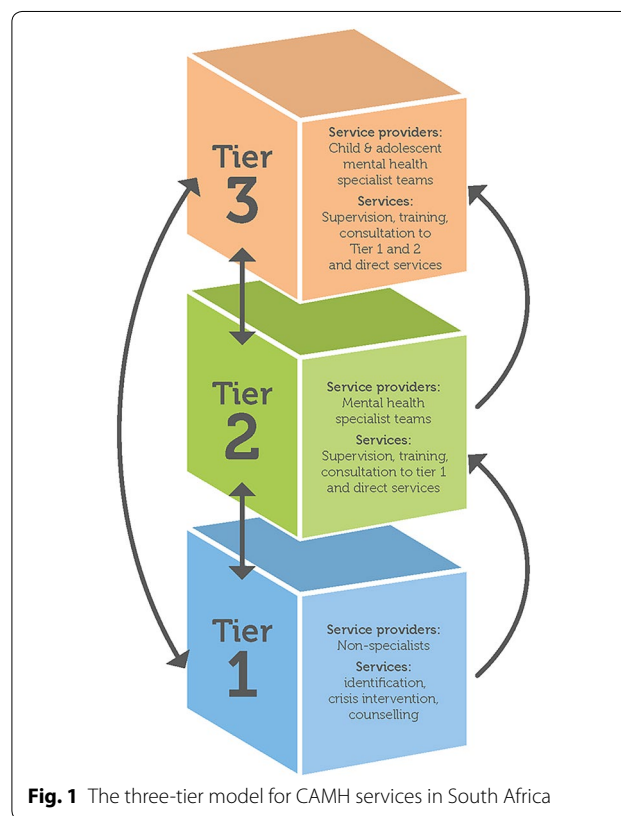 Tier
3
Service providers:
Child & adolescent
mental health
specialist teams
Services:
Supervision, training,
consultation to
Tier 1 and 2
and direct services
Tier
2
Service providers:
Mental health
specialist teams
Services:
Supervision, training,
consultation to tier 1
and direct services
Tier
1
Service providers:
Non-specialists
Services:
identification,
crisis intervention,
counselling
Fig. 1 The three-tier model for CAMH services in South Africa